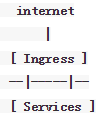 internet
|
[ Ingress ]
--|-----|--
[ Services ]